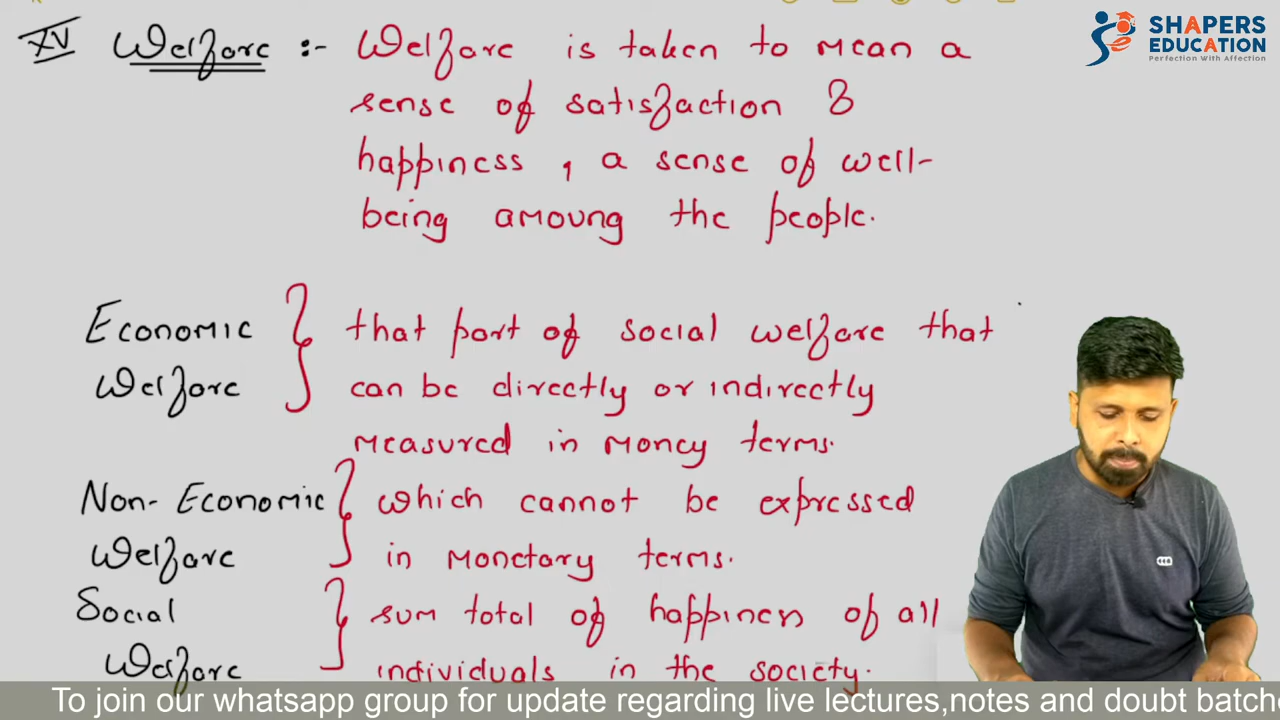 XV Welfare :- Welfare is taken to mean a
sense of satisfaction &
happiness, a sense of well-
being amoung the people.
Economic
Welfare
that part of social welfare that
can be directly or indirectly
measured in money terms.
Non-Economic
Welfare
which cannot be expressed
in monetary terms.
Social
Welfare
sum total of happiness of all
individuals in the society.
SHAPERS
EDUCATION
Perfection With Affection
To join our whatsapp group for update regarding live lectures,notes and doubt batch